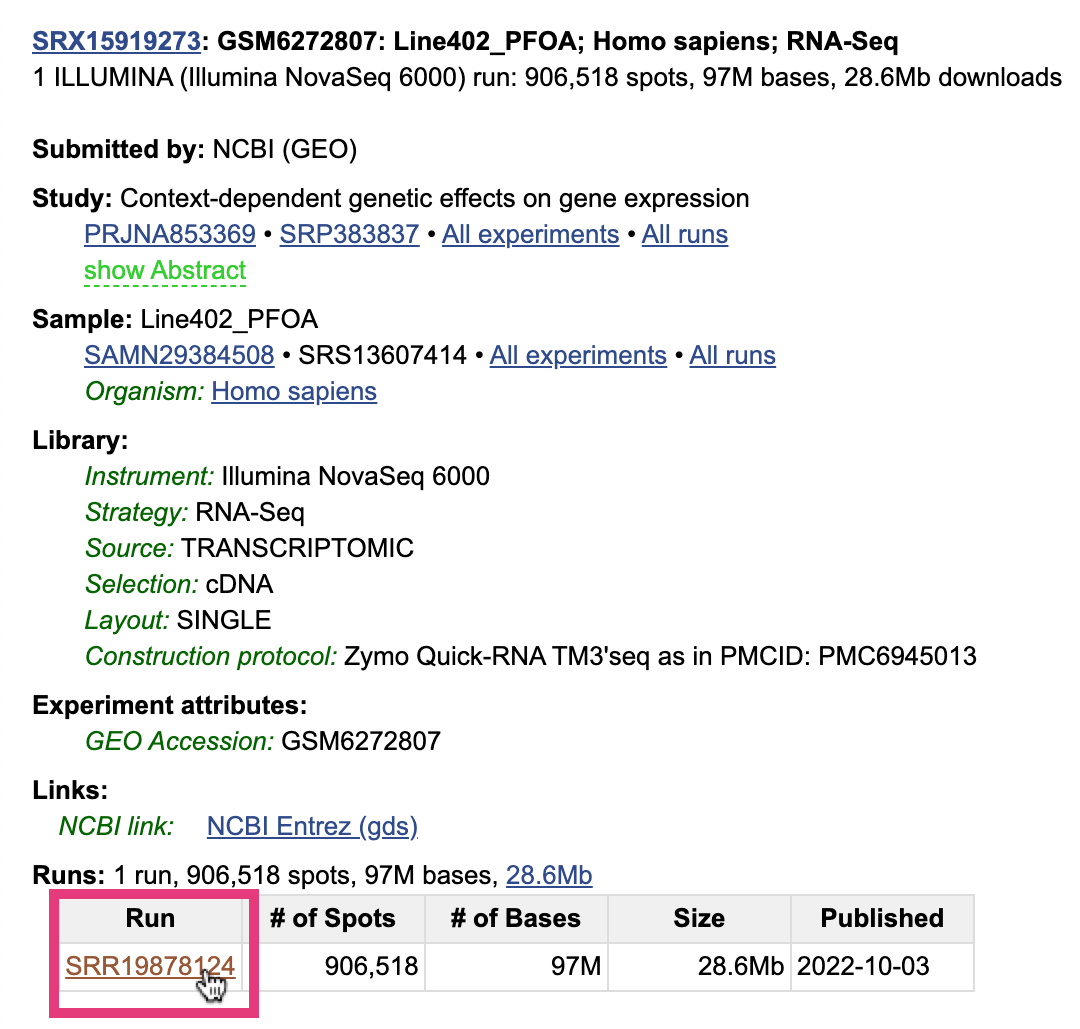 SRX15919273: GSM6272807: Line402_PFOA; Homo sapiens; RNA-Seq
1 ILLUMINA (Illumina NovaSeq 6000) run: 906,518 spots, 97M bases, 28.6Mb downloads
Submitted by: NCBI (GEO)
Study: Context-dependent genetic effects on gene expression
PRJNA853369 • SRP383837 • All experiments • All runs
show Abstract
Sample: Line402_PFOA
SAMN29384508 • SRS13607414 • All experiments • All runs
Organism: Homo sapiens
Library:
Instrument: Illumina NovaSeq 6000
Strategy: RNA-Seq
Source: TRANSCRIPTOMIC
Selection: cDNA
Layout: SINGLE
Construction protocol: Zymo Quick-RNA TM3'seq as in PMCID: PMC6945013
Experiment attributes:
GEO Accession: GSM6272807
Links:
NCBI link: NCBI Entrez (gds)
Runs: 1 run, 906,518 spots, 97M bases, 28.6Mb
Run # of Spots # of Bases Size Published
SRR19878124 906,518 97M 28.6Mb 2022-10-03